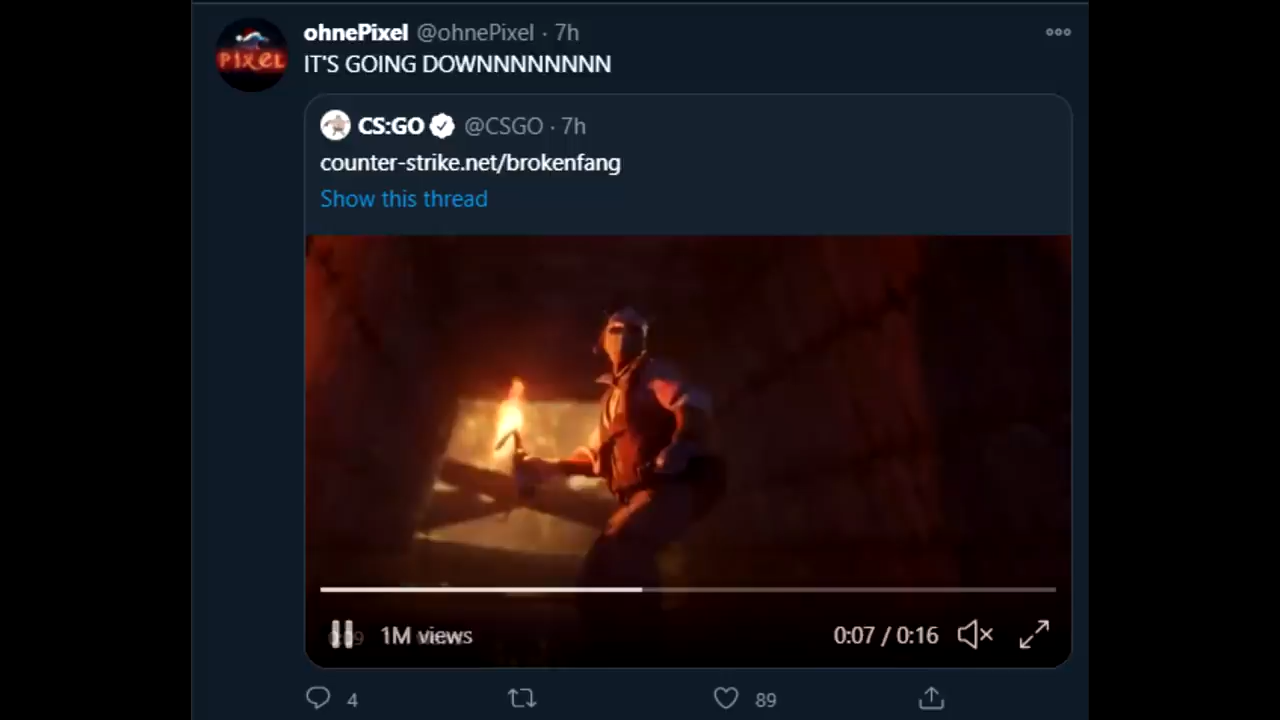 ohnePixel @ohnePixel · 7h
IT'S GOING DOWNNNNNNNN
PIXEL
CS:GO @CSGO · 7h
counter-strike.net/brokenfang
Show this thread
1M views
0:07 / 0:16
4
89